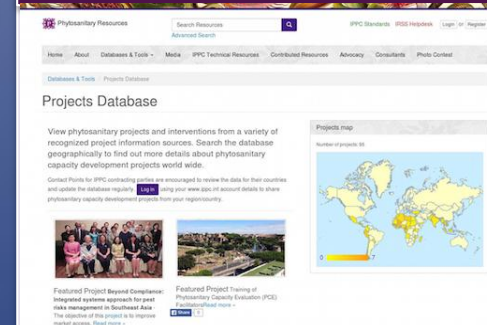 Phytosanitary Resources
Search Resources
Advanced Search
IPPC Standards IRSS Helpdesk Login or Register
Home About Databases & Tools Media IPPC Technical Resources Contributed Resources Advocacy Consultants Photo Contest
Databases & Tools / Projects Database
Projects Database
View phytosanitary projects and interventions from a variety of
recognized project information sources. Search the database
geographically to find out more details about phytosanitary
capacity development projects world wide.
Contact Points for IPPC contracting parties are encouraged to review the data for their countries
and update the database regularly. Log in using your www.ippc.int account details to share
phytosanitary capacity development projects from your region/country.
Projects map
Number of projects:
0 7
Featured Project Beyond Compliance:
Integrated systems approach for pest
risks management in Southeast Asia
The objective of this project is to improve
market access. Read more »
Featured Project Training of
Phytosanitary Capacity Evaluation (PCE)
Facilitators Read more »
Share 0